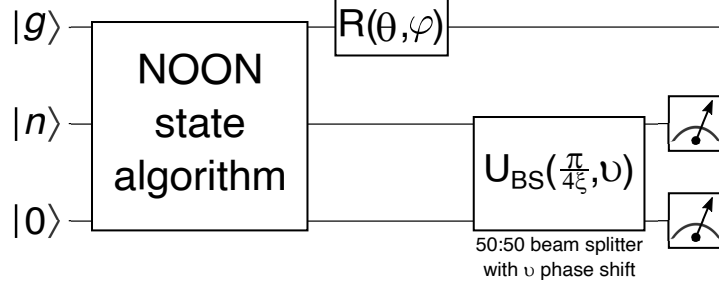 |g⟩
R(θ,φ)
NOON
state
algorithm
|n⟩
U_BS(π/4ξ,υ)
|0⟩
50:50 beam splitter
with υ phase shift